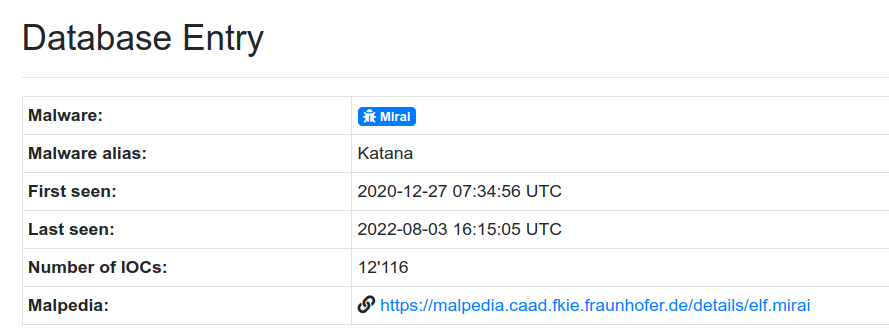 Database Entry
Malware: Mirai
Malware alias: Katana
First seen: 2020-12-27 07:34:56 UTC
Last seen: 2022-08-03 16:15:05 UTC
Number of IOCs: 12'116
Malpedia: https://malpedia.caad.fkie.fraunhofer.de/details/elf.mirai